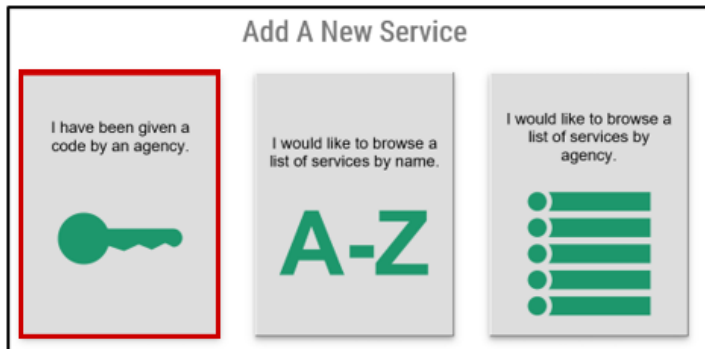 Add A New Service
I have been given a
code by an agency.
I would like to browse a
list of services by name.
A-Z
I would like to browse a
list of services by
agency.